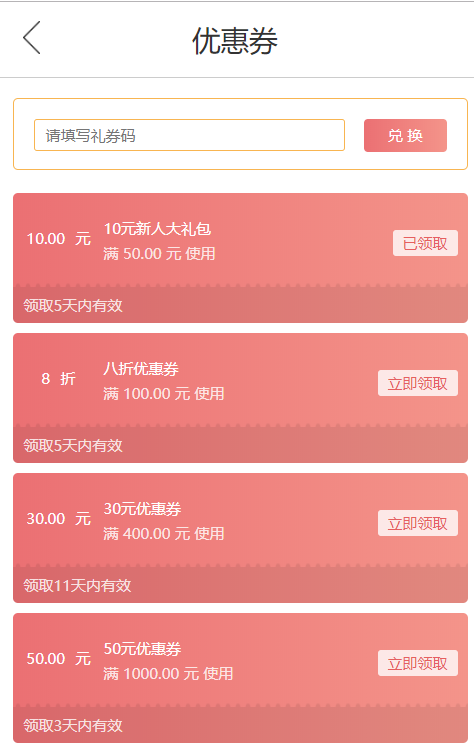 优惠券
请填写礼券码
兑 换
10.00 元
10元新人大礼包
满 50.00 元 使用
已领取
领取5天内有效
8 折
八折优惠券
满 100.00 元 使用
立即领取
领取5天内有效
30.00 元
30元优惠券
满 400.00 元 使用
立即领取
领取11天内有效
50.00 元
50元优惠券
满 1000.00 元 使用
立即领取
领取3天内有效